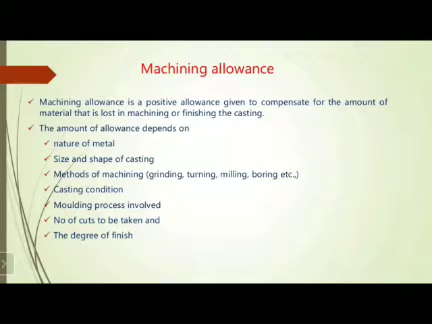 Machining allowance
Machining allowance is a positive allowance given to compensate for the amount of
material that is lost in machining or finishing the casting.
The amount of allowance depends on
nature of metal
Size and shape of casting
Methods of machining (grinding, turning, milling, boring etc.,)
Casting condition
Moulding process involved
No of cuts to be taken and
The degree of finish